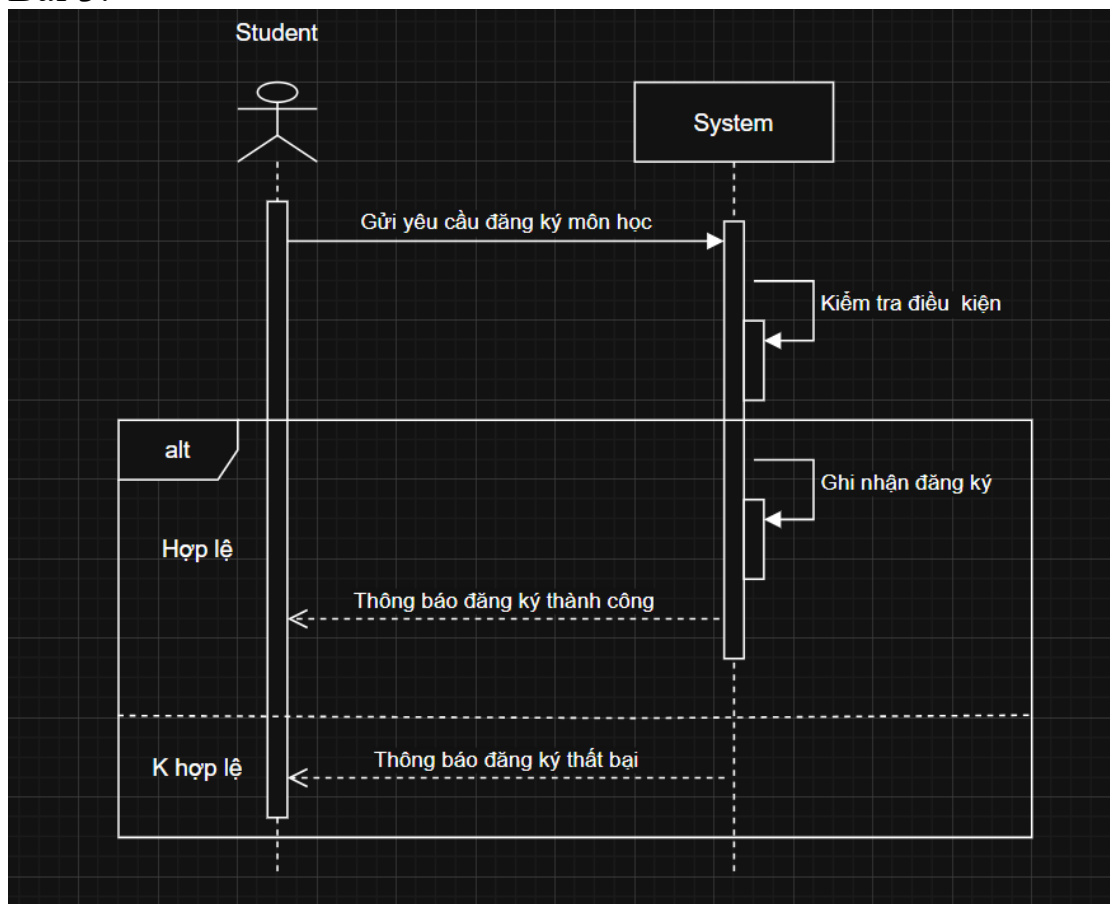 Student
System
Gửi yêu cầu đăng ký môn học
Kiểm tra điều kiện
alt
Ghi nhận đăng ký
Hợp lệ
Thông báo đăng ký thành công
K hợp lệ
Thông báo đăng ký thất bại